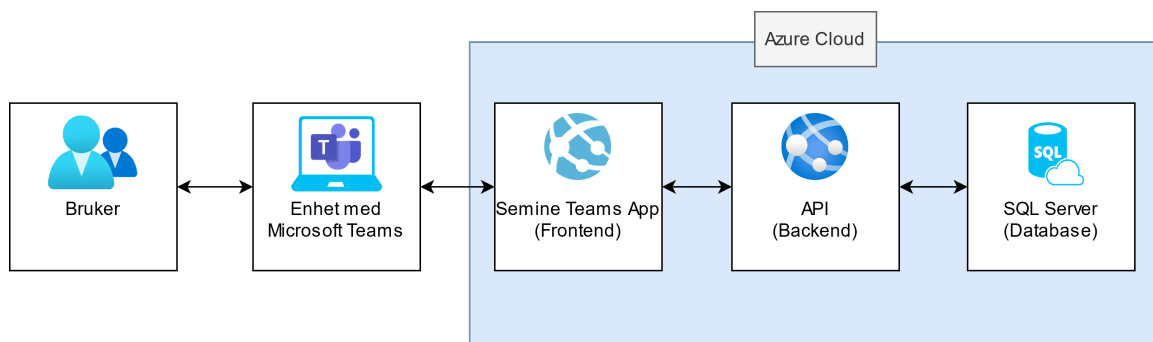 Azure Cloud
Bruker
Enhet med
Microsoft Teams
T
Semine Teams App
(Frontend)
API
(Backend)
SQL
SQL Server
(Database)